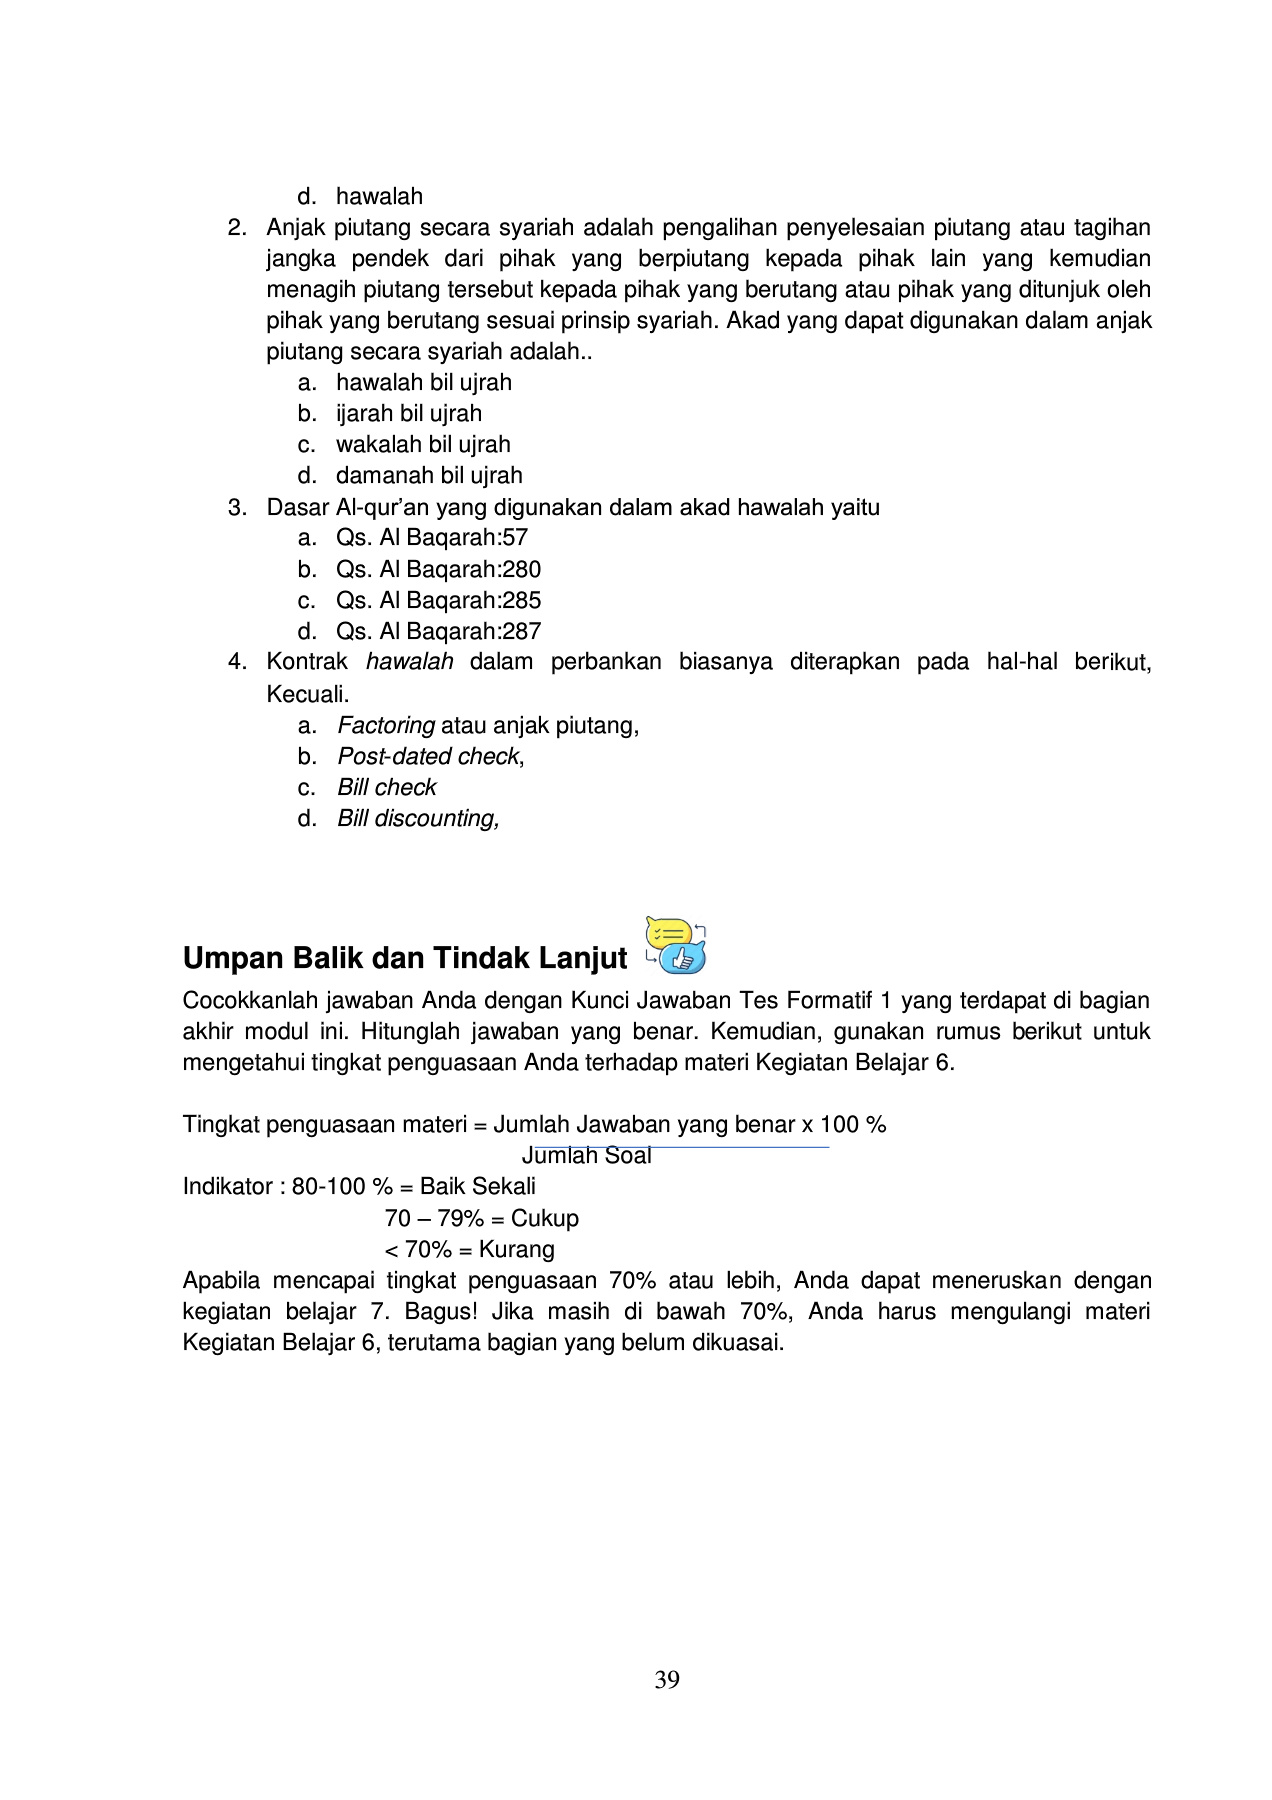 d. hawalah
2. Anjak piutang secara syariah adalah pengalihan penyelesaian piutang atau tagihan
jangka pendek dari pihak yang berpiutang kepada pihak lain yang kemudian
menagih piutang tersebut kepada pihak yang berutang atau pihak yang ditunjuk oleh
pihak yang berutang sesuai prinsip syariah. Akad yang dapat digunakan dalam anjak
piutang secara syariah adalah..
a. hawalah bil ujrah
b. ijarah bil ujrah
c. wakalah bil ujrah
d. damanah bil ujrah
3. Dasar Al-qur’an yang digunakan dalam akad hawalah yaitu
a. Qs. Al Baqarah:57
b. Qs. Al Baqarah:280
c. Qs. Al Baqarah:285
d. Qs. Al Baqarah:287
4. Kontrak hawalah dalam perbankan biasanya diterapkan pada hal-hal berikut,
Kecuali.
a. Factoring atau anjak piutang,
b. Post-dated check,
c. Bill check
d. Bill discounting,
Umpan Balik dan Tindak Lanjut
Cocokkanlah jawaban Anda dengan Kunci Jawaban Tes Formatif 1 yang terdapat di bagian
akhir modul ini. Hitunglah jawaban yang benar. Kemudian, gunakan rumus berikut untuk
mengetahui tingkat penguasaan Anda terhadap materi Kegiatan Belajar 6.
Tingkat penguasaan materi = Jumlah Jawaban yang benar x 100 %
Jumlah Soal
Indikator : 80-100 % = Baik Sekali
70 – 79% = Cukup
< 70% = Kurang
Apabila mencapai tingkat penguasaan 70% atau lebih, Anda dapat meneruskan dengan
kegiatan belajar 7. Bagus! Jika masih di bawah 70%, Anda harus mengulangi materi
Kegiatan Belajar 6, terutama bagian yang belum dikuasai.
39